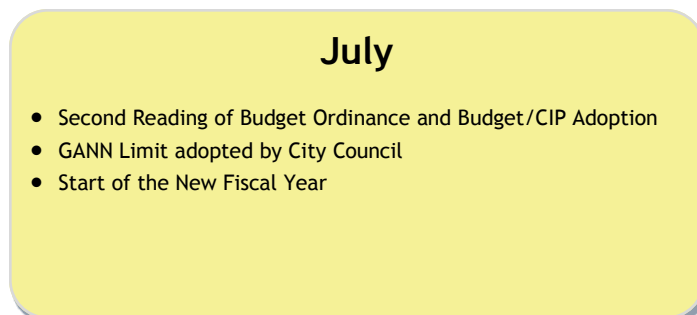 July
• Second Reading of Budget Ordinance and Budget/CIP Adoption
• GANN Limit adopted by City Council
• Start of the New Fiscal Year